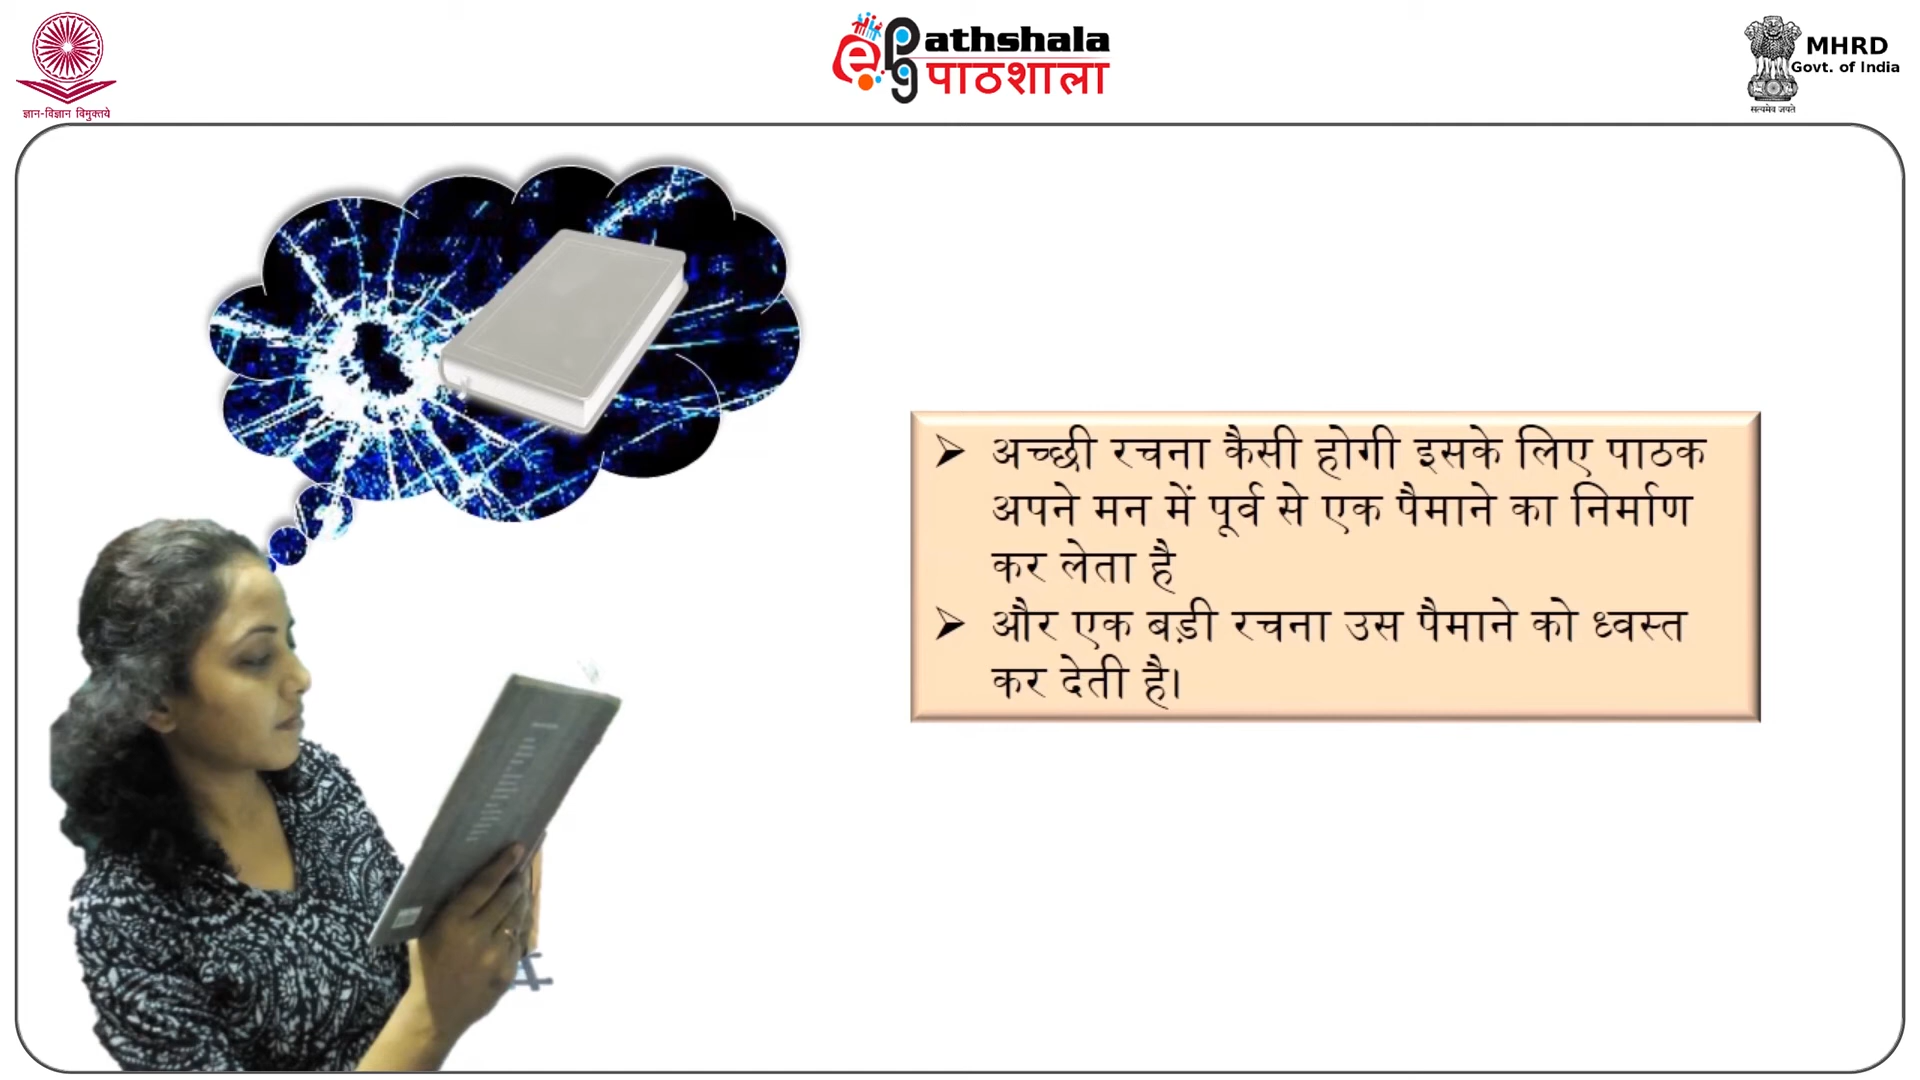 ज्ञान-विज्ञान विमुक्तये
ePathshala
पाठशाला
MHRD
Govt. of India
सत्यमेव जयते
➢ अच्छी रचना कैसी होगी इसके लिए पाठक
अपने मन में पूर्व से एक पैमाने का निर्माण
कर लेता है
➢ और एक बड़ी रचना उस पैमाने को ध्वस्त
कर देती है।